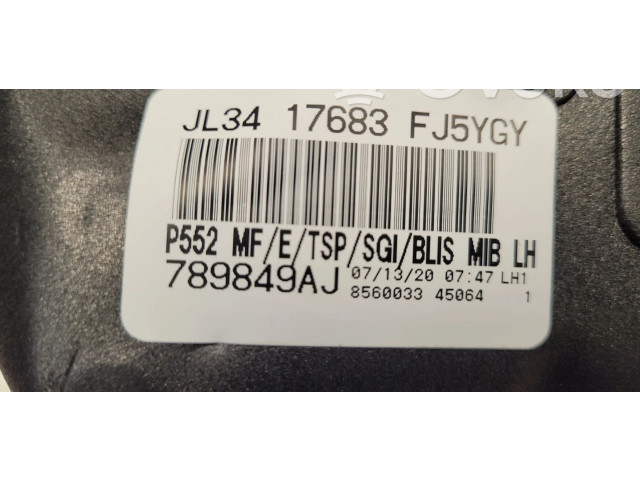 JL34 17683 FJ5YGY
P552 MF/E/TSP/SGI/BLIS MIB LH
789849AJ 07/13/20 07:47 LH1
8560033 45064 1